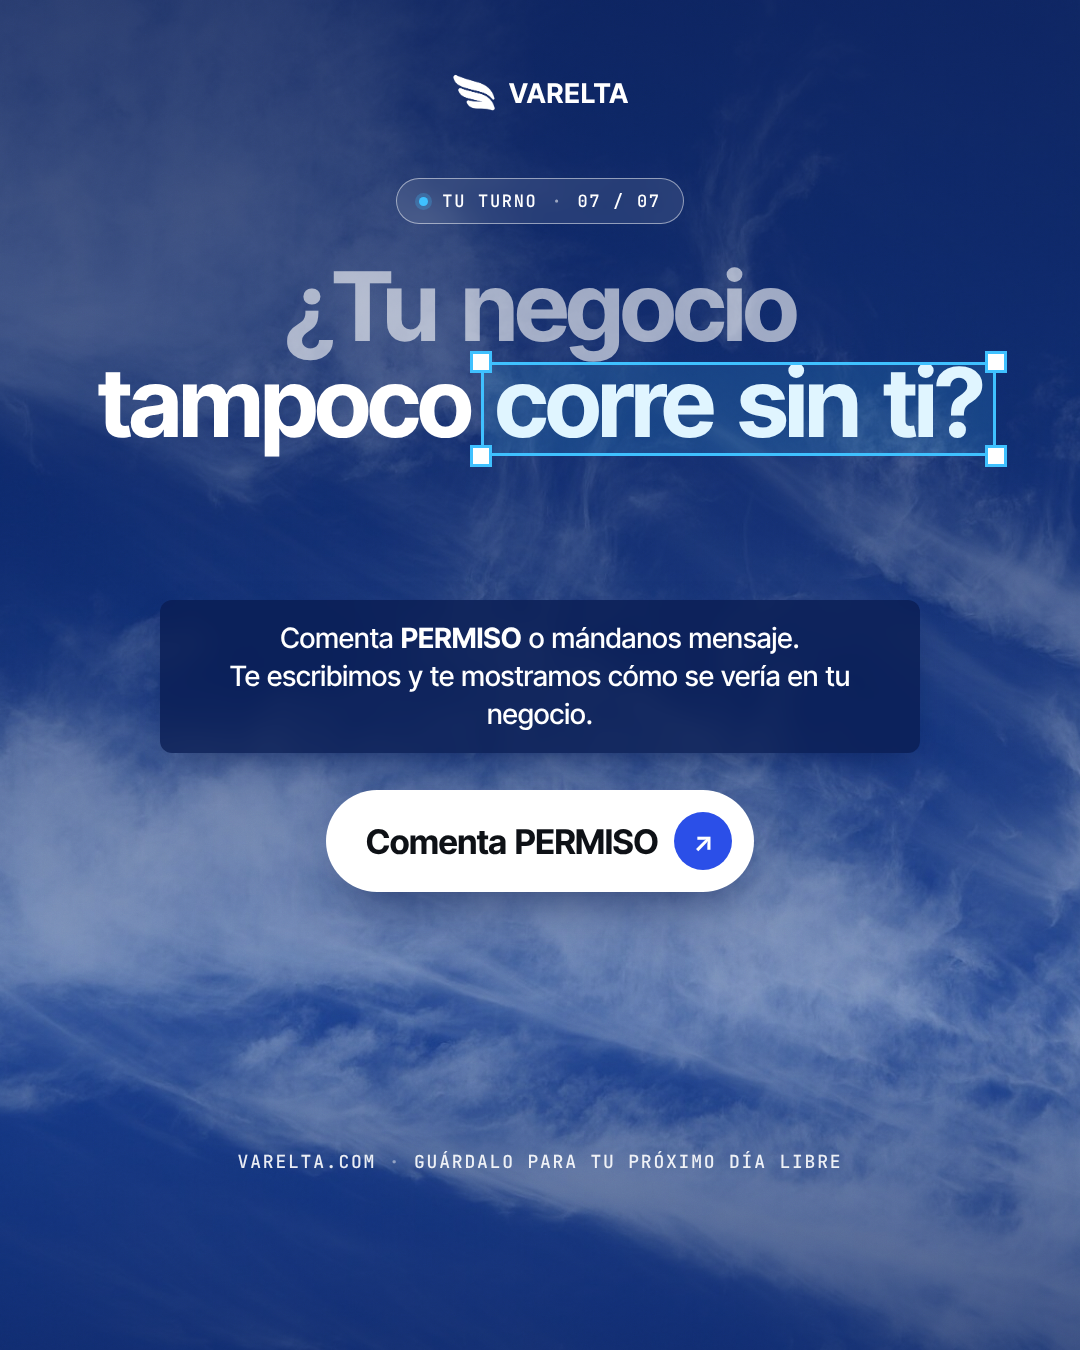 VARELTA
TU TURNO · 07 / 07
¿Tu negocio
tampoco corre sin ti?
Comenta PERMISO o mándanos mensaje.
Te escribimos y te mostramos cómo se vería en tu
negocio.
Comenta PERMISO
VARELTA.COM · GUÁRDALO PARA TU PRÓXIMO DÍA LIBRE